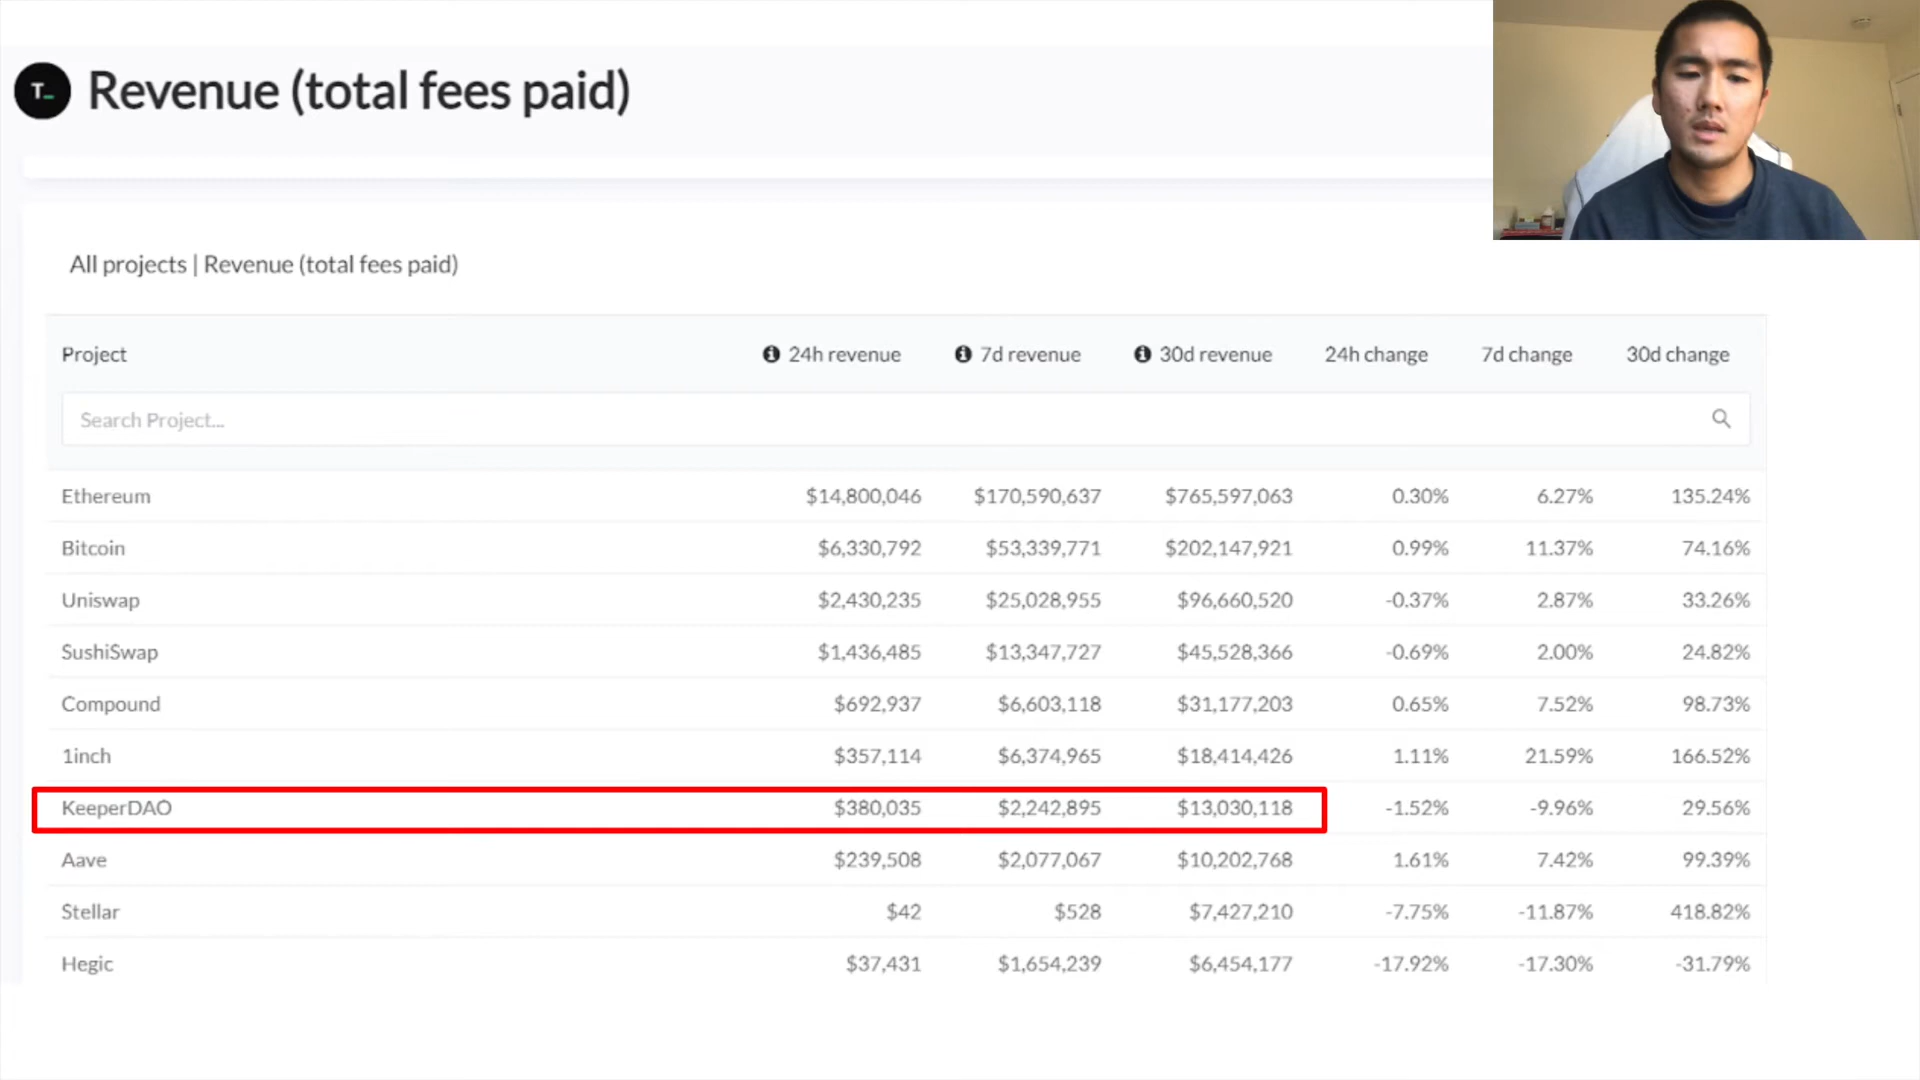 T_ Revenue (total fees paid)
All projects | Revenue (total fees paid)
Project 24h revenue 7d revenue 30d revenue 24h change 7d change 30d change
Search Project...
Ethereum $14,800,046 $170,590,637 $765,597,063 0.30% 6.27% 135.24%
Bitcoin $6,330,792 $53,339,771 $202,147,921 0.99% 11.37% 74.16%
Uniswap $2,430,235 $25,028,955 $96,660,520 -0.37% 2.87% 33.26%
SushiSwap $1,436,485 $13,347,727 $45,528,366 -0.69% 2.00% 24.82%
Compound $692,937 $6,603,118 $31,177,203 0.65% 7.52% 98.73%
1inch $357,114 $6,374,965 $18,414,426 1.11% 21.59% 166.52%
KeeperDAO $380,035 $2,242,895 $13,030,118 -1.52% -9.96% 29.56%
Aave $239,508 $2,077,067 $10,202,768 1.61% 7.42% 99.39%
Stellar $42 $528 $7,427,210 -7.75% -11.87% 418.82%
Hegic $37,431 $1,654,239 $6,454,177 -17.92% -17.30% -31.79%